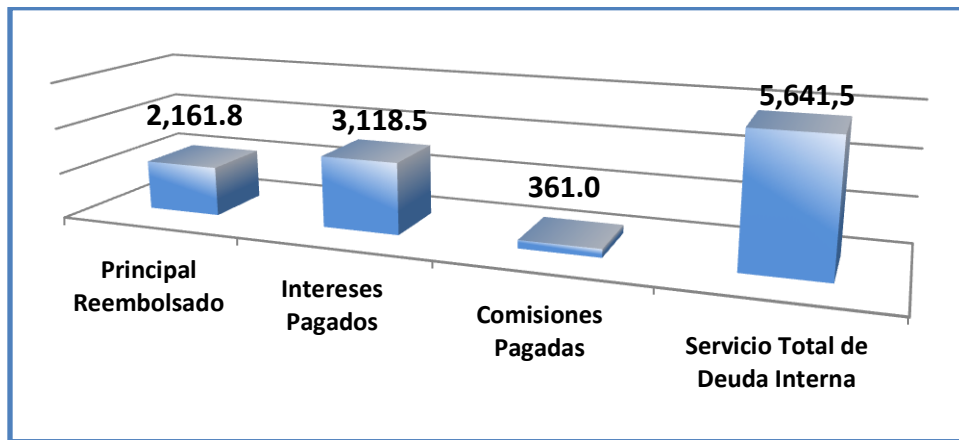 2,161.8
3,118.5
361.0
5,641,5
Principal
Reembolsado
Intereses
Pagados
Comisiones
Pagadas
Servicio Total de
Deuda Interna